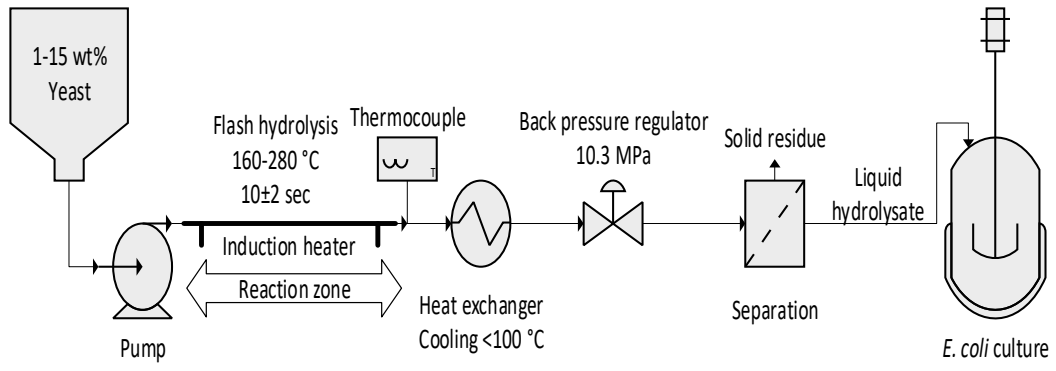 1-15 wt%
Yeast
Pump
Flash hydrolysis
160-280 °C
10±2 sec
Induction heater
Reaction zone
Thermocouple
T
Heat exchanger
Cooling <100 °C
Back pressure regulator
10.3 MPa
Solid residue
Separation
Liquid
hydrolysate
E. coli culture